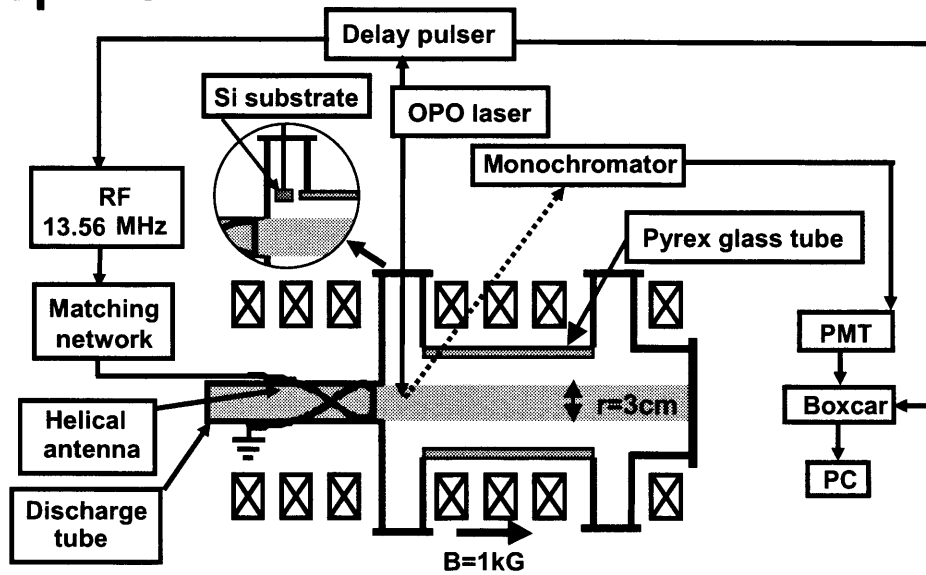 Delay pulser
Si substrate
OPO laser
Monochromator
RF
13.56 MHz
Pyrex glass tube
Matching
network
PMT
Helical
antenna
r=3cm
Boxcar
PC
Discharge
tube
B=1kG